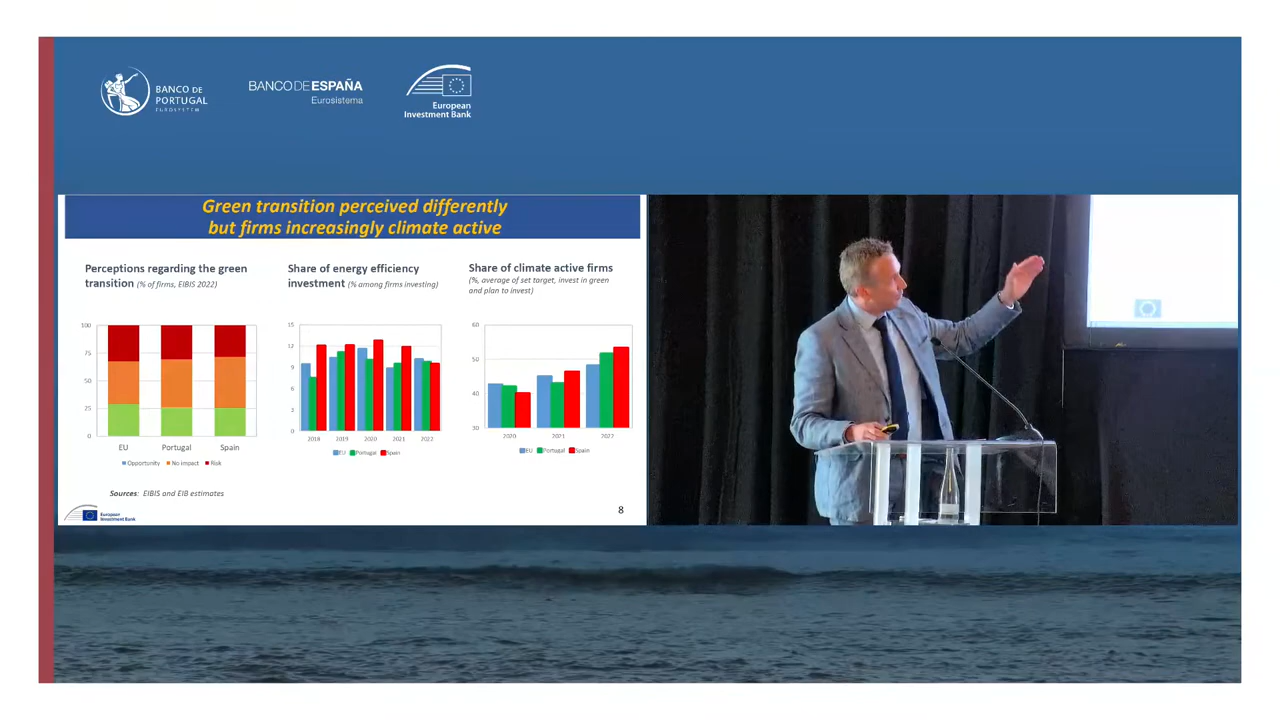 BANCO DE
PORTUGAL
EUROSISTEMA
BANCODEESPAÑA
Eurosistema
European
Investment Bank
Green transition perceived differently
but firms increasingly climate active
Perceptions regarding the green
transition (% of firms, EIBIS 2022)
100
75
50
25
0
EU Portugal Spain
Opportunity No impact Risk
Share of energy efficiency
investment (% among firms investing)
15
12
9
6
3
0
2018 2019 2020 2021 2022
EU Portugal Spain
Share of climate active firms
(%, average of set target, invest in green
and plan to invest)
60
50
40
30
2020 2021 2022
EU Portugal Spain
Sources: EIBIS and EIB estimates
European
Investment Bank
8